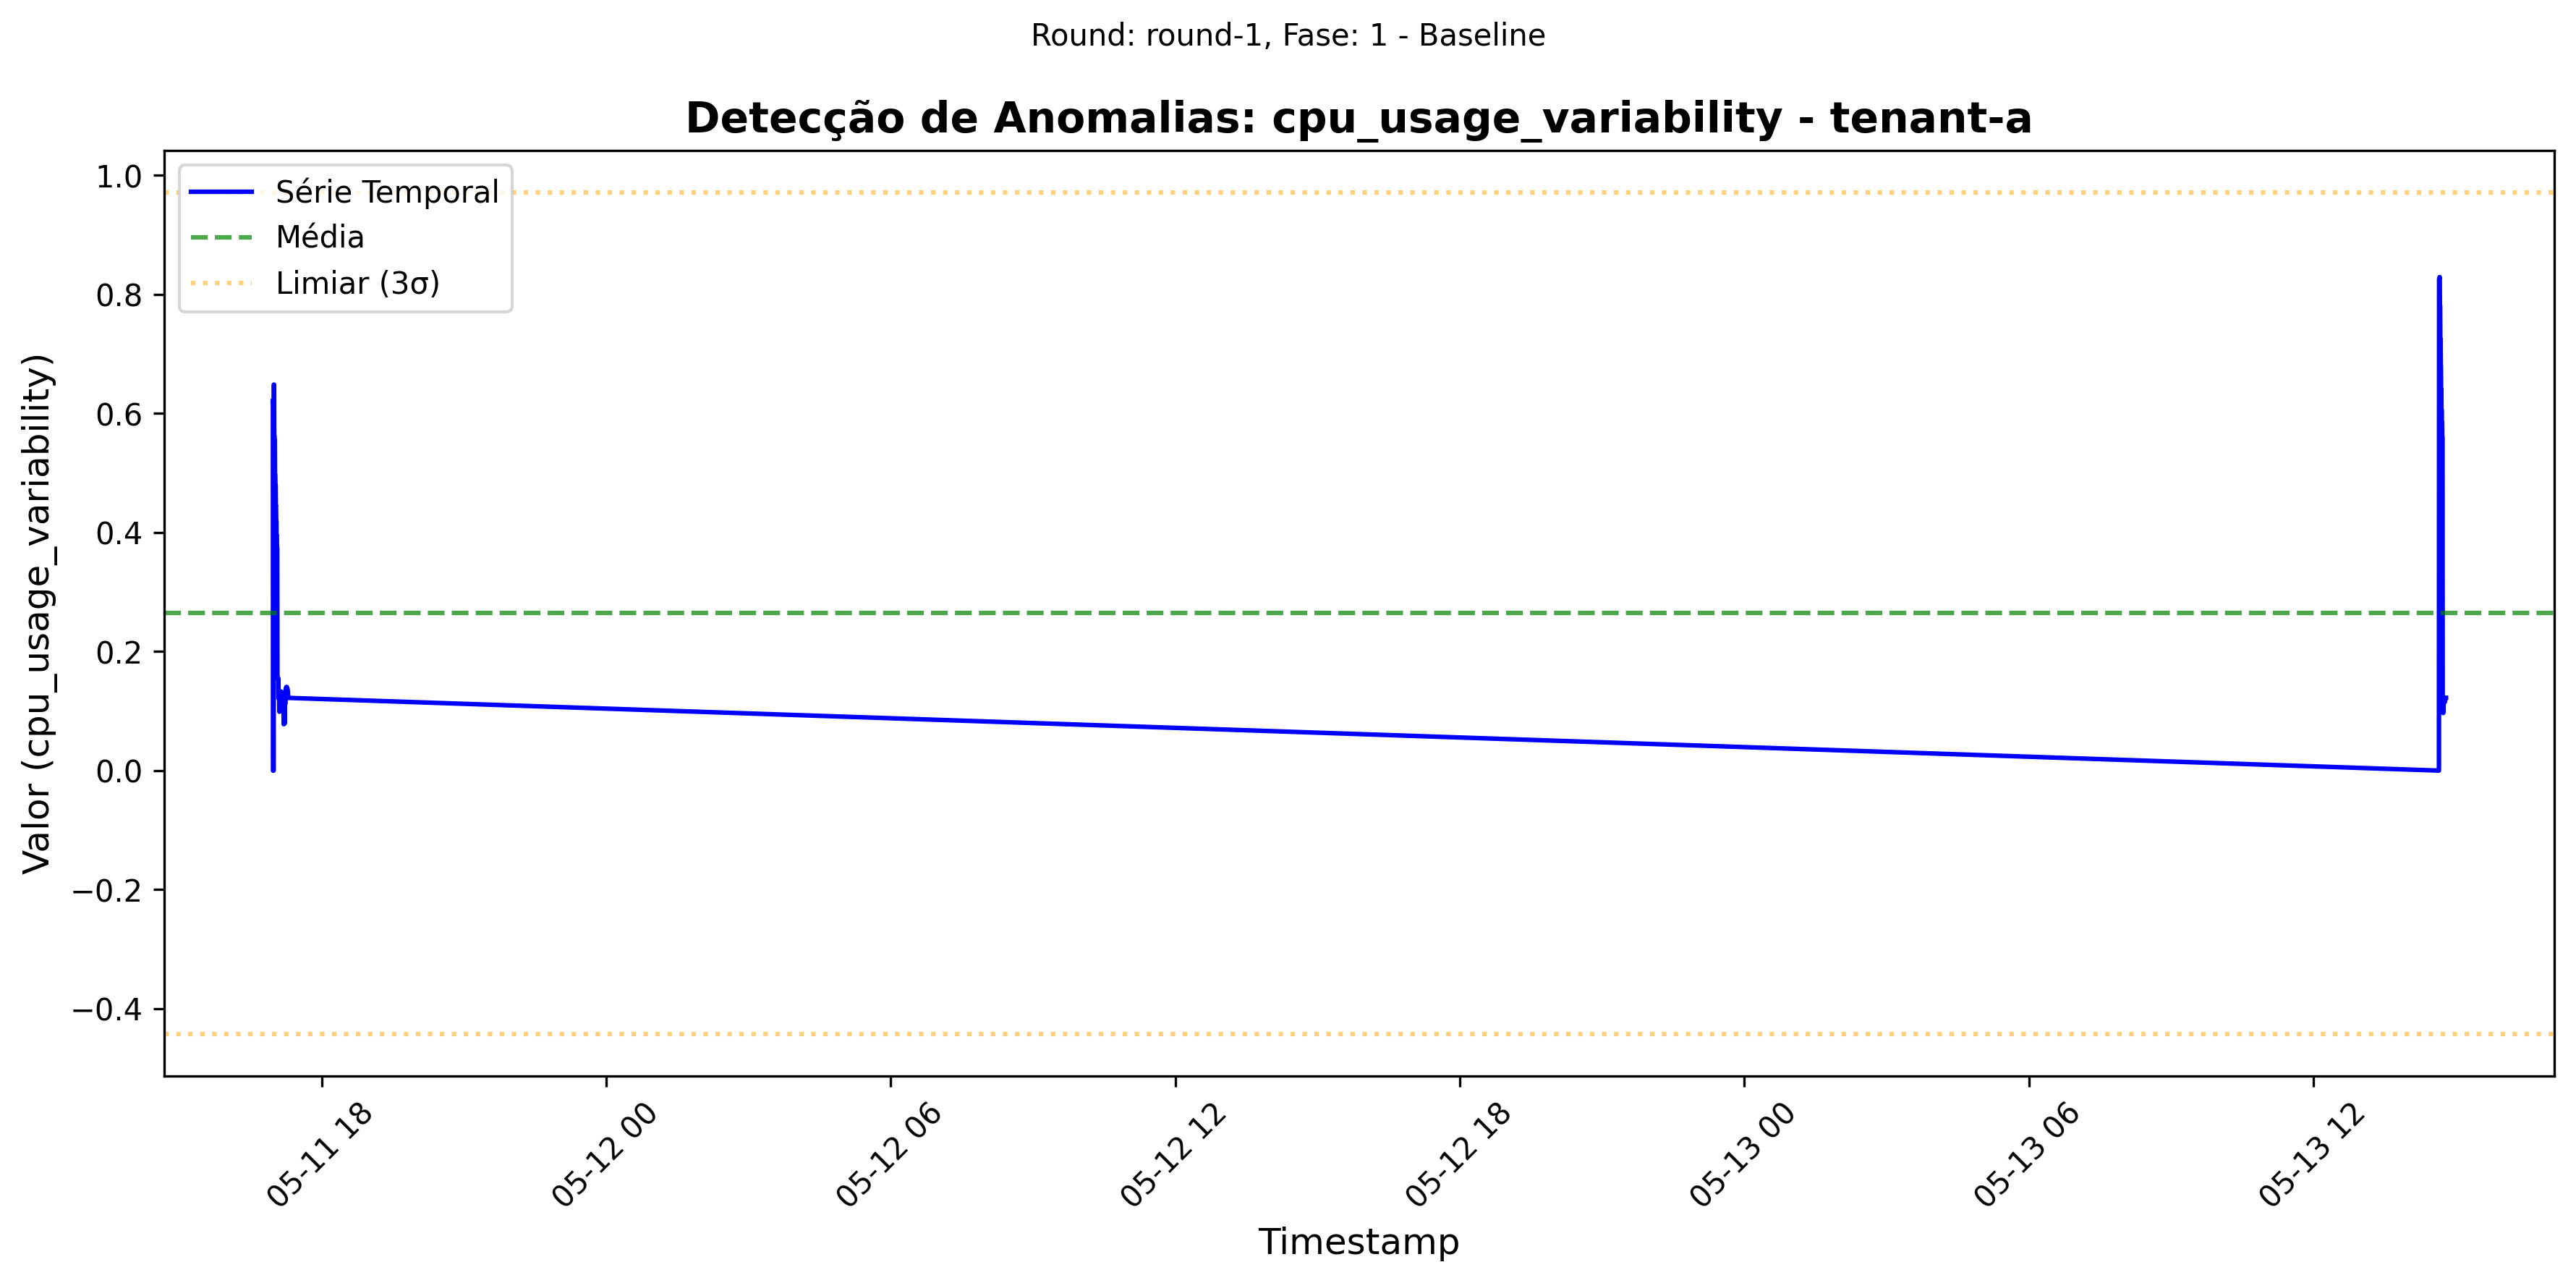 Round: round-1, Fase: 1 - Baseline
Detecção de Anomalias: cpu_usage_variability - tenant-a
Série Temporal
Média
Limiar (3σ)
Valor (cpu_usage_variability)
1.0
0.8
0.6
0.4
0.2
0.0
−0.2
−0.4
05-11 18
05-12 00
05-12 06
05-12 12
05-12 18
05-13 00
05-13 06
05-13 12
Timestamp